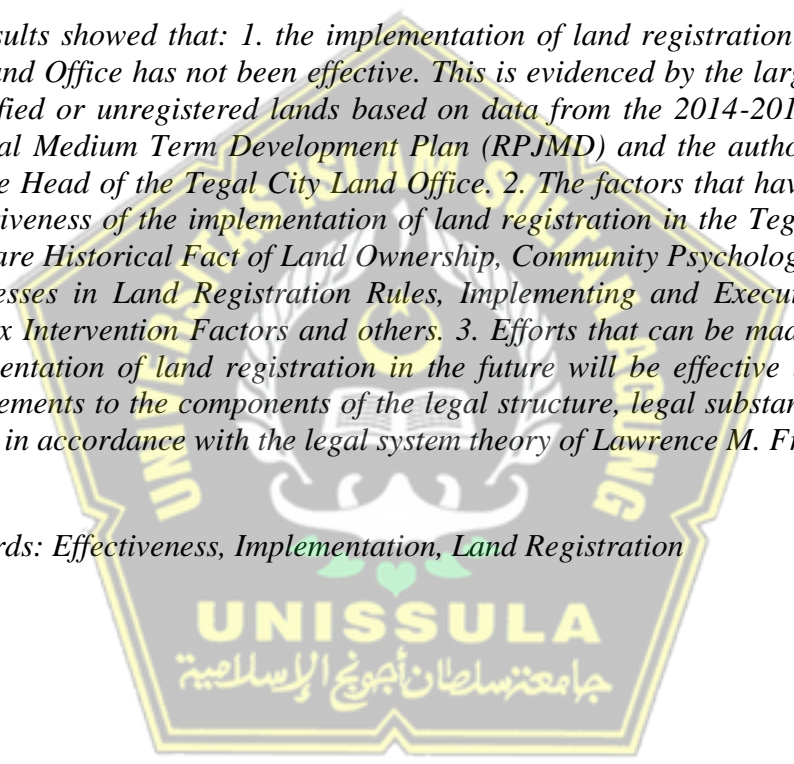 sults showed that: 1. the implementation of land registration
and Office has not been effective. This is evidenced by the larg
fied or unregistered lands based on data from the 2014-201
al Medium Term Development Plan (RPJMD) and the autho
e Head of the Tegal City Land Office. 2. The factors that hav
tiveness of the implementation of land registration in the Teg
are Historical Fact of Land Ownership, Community Psycholog
esses in Land Registration Rules, Implementing and Execut
x Intervention Factors and others. 3. Efforts that can be mad
entation of land registration in the future will be effective
ements to the components of the legal structure, legal substan
in accordance with the legal system theory of Lawrence M. Fr
rds: Effectiveness, Implementation, Land Registration
UNIVERSITAS ISLAM SULTAN AGUNG
UNISSULA
جامعة سلطان أجونج الإسلامية